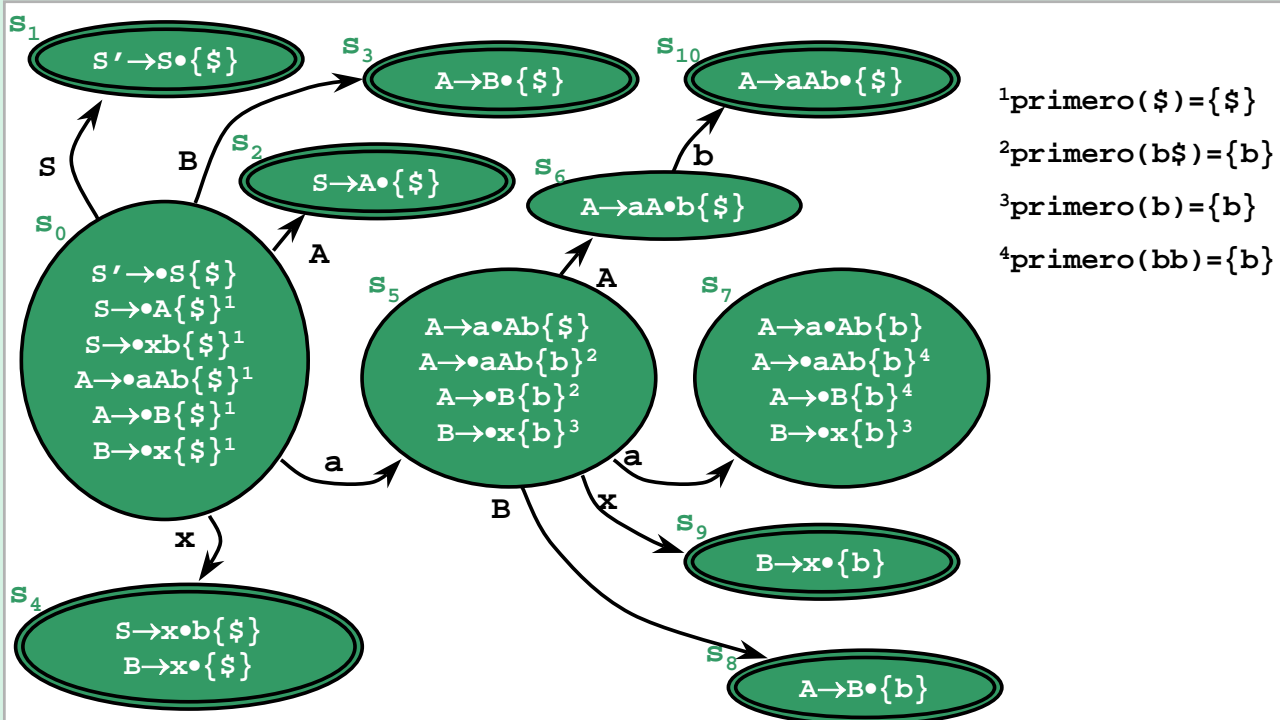 s₁
S′→S•{$}
S
s₃
A→B•{$}
B
s₂
S→A•{$}
A
s₁₀
A→aAb•{$}
b
s₆
A→aA•b{$}
A
¹primero($)={$}
²primero(b$)={b}
³primero(b)={b}
⁴primero(bb)={b}
s₀
S′→•S{$}
S→•A{$}¹
S→•xb{$}¹
A→•aAb{$}¹
A→•B{$}¹
B→•x{$}¹
a
x
s₅
A→a•Ab{$}
A→•aAb{b}²
A→•B{b}²
B→•x{b}³
a
x
B
s₇
A→a•Ab{b}
A→•aAb{b}⁴
A→•B{b}⁴
B→•x{b}³
s₉
B→x•{b}
s₄
S→x•b{$}
B→x•{$}
s₈
A→B•{b}